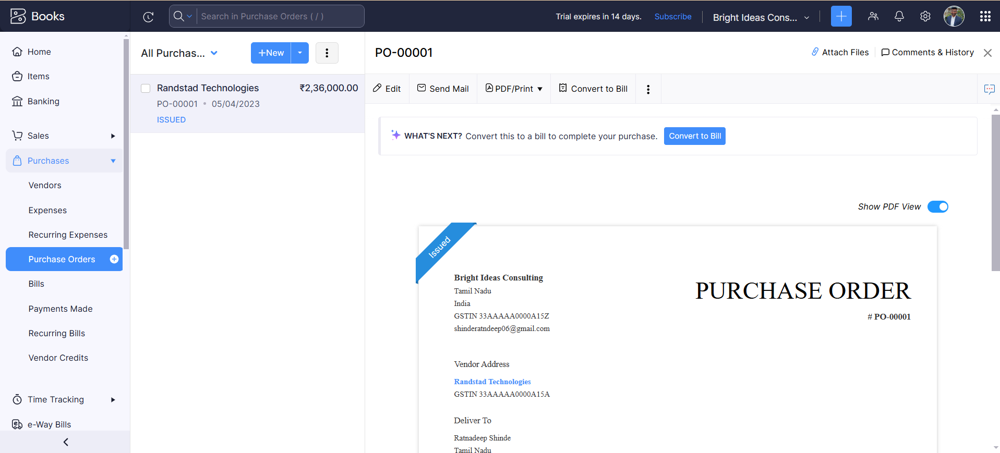 Books
Search in Purchase Orders ( / )
Trial expires in 14 days.
Subscribe
Bright Ideas Cons...
Home
Items
Banking
Sales
Purchases
Vendors
Expenses
Recurring Expenses
Purchase Orders
Bills
Payments Made
Recurring Bills
Vendor Credits
Time Tracking
e-Way Bills
All Purchas...
+New
Randstad Technologies ₹2,36,000.00
PO-00001 • 05/04/2023
ISSUED
PO-00001
Attach Files
Comments & History
Edit
Send Mail
PDF/Print
Convert to Bill
WHAT'S NEXT? Convert this to a bill to complete your purchase.
Convert to Bill
Show PDF View
Issued
Bright Ideas Consulting
Tamil Nadu
India
GSTIN 33AAAAA0000A15Z
shinderatndeep06@gmail.com
PURCHASE ORDER
# PO-00001
Vendor Address
Randstad Technologies
GSTIN 33AAAAA0000A15A
Deliver To
Ratnadeep Shinde
Tamil Nadu